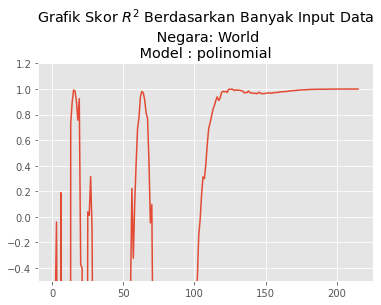 Grafik Skor R² Berdasarkan Banyak Input Data
Negara: World
Model : polinomial
1.2
1.0
0.8
0.6
0.4
0.2
0.0
−0.2
−0.4
0 50 100 150 200